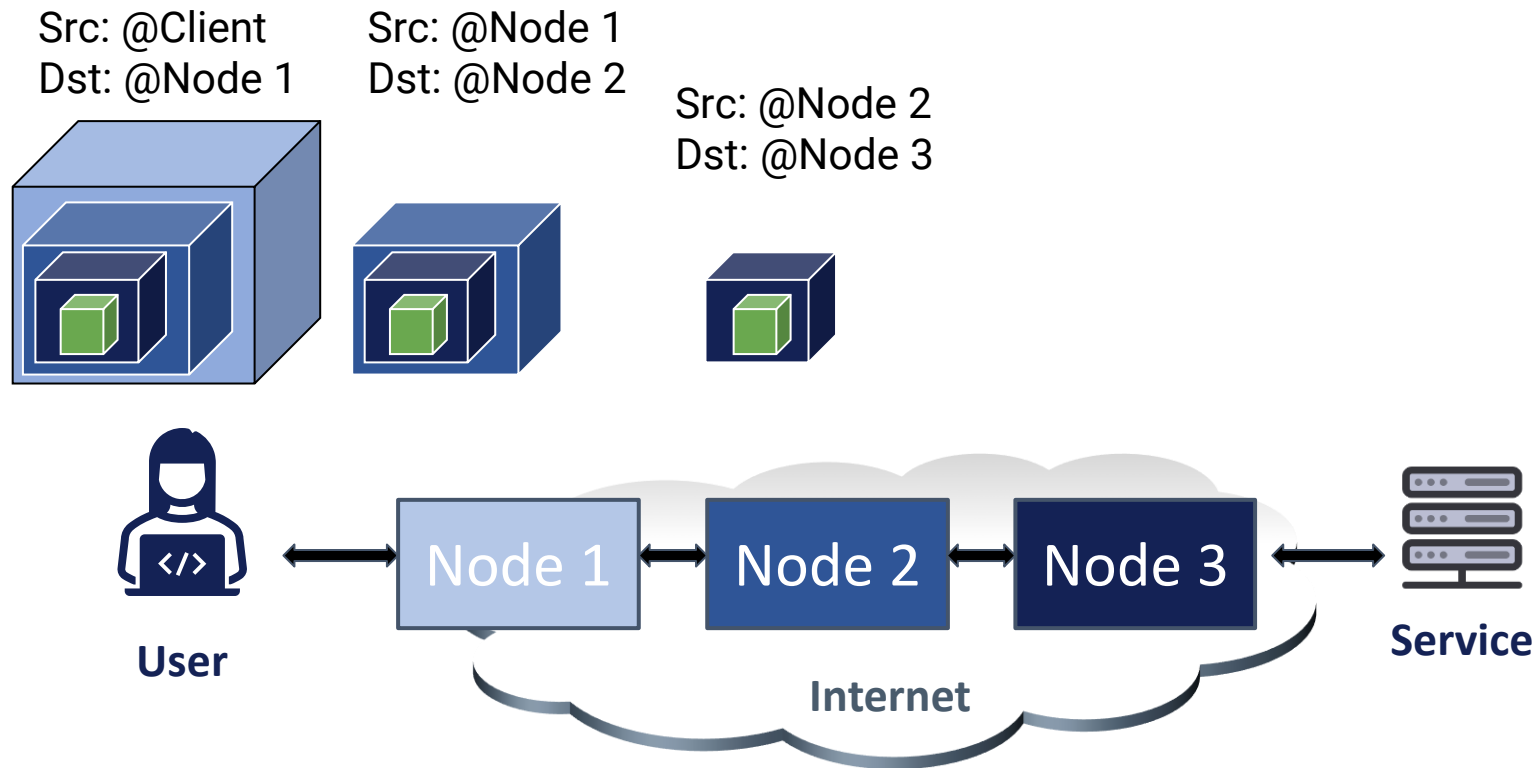 Src: @Client
Dst: @Node 1
Src: @Node 1
Dst: @Node 2
Src: @Node 2
Dst: @Node 3
</>
Node 1
Node 2
Node 3
User
Internet
Service